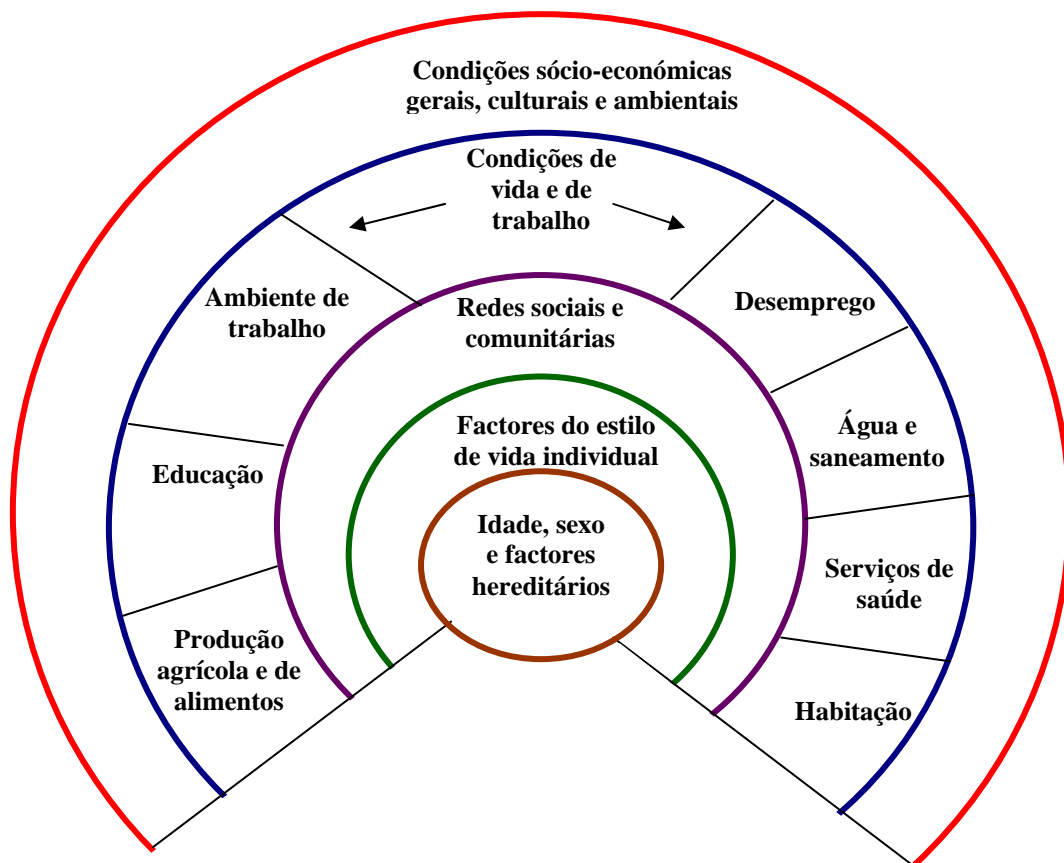 Condições sócio-económicas
gerais, culturais e ambientais
Condições de
vida e de
trabalho
Ambiente de
trabalho
Desemprego
Redes sociais e
comunitárias
Educação
Factores do estilo
de vida individual
Água e
saneamento
Idade, sexo
e factores
hereditários
Serviços de
saúde
Produção
agrícola e de
alimentos
Habitação